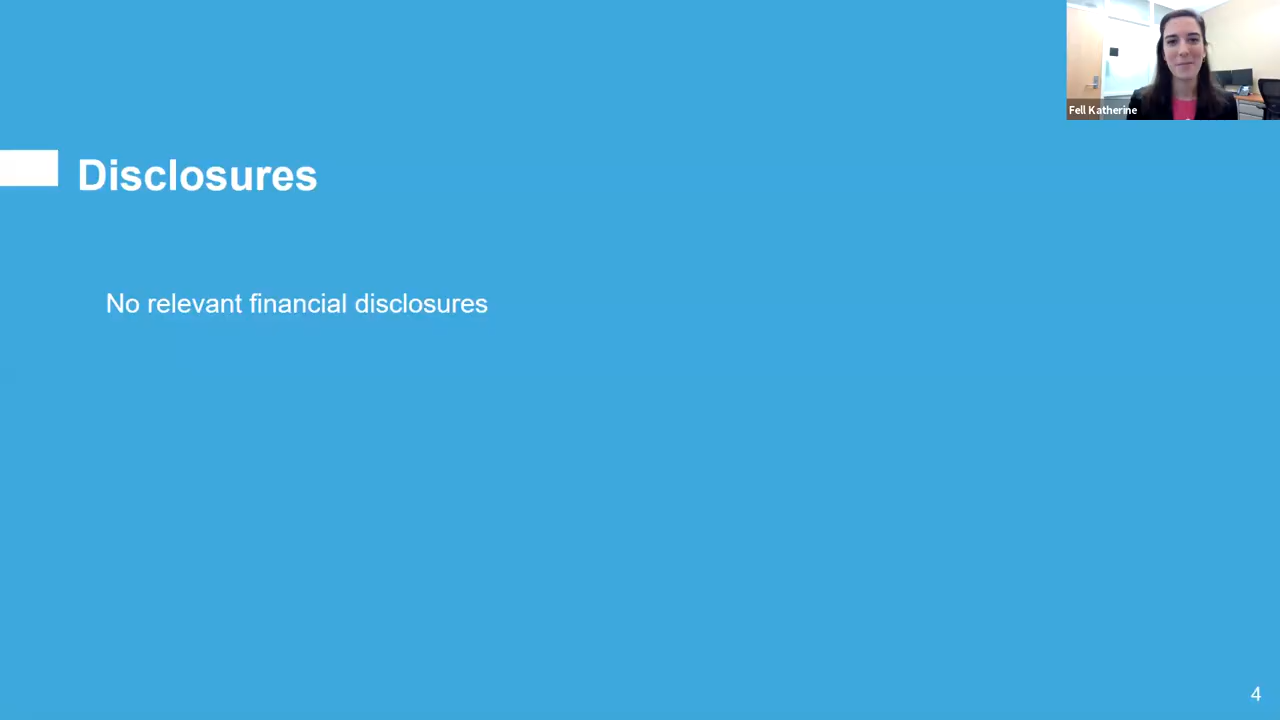 Fell Katherine
Disclosures
No relevant financial disclosures
4